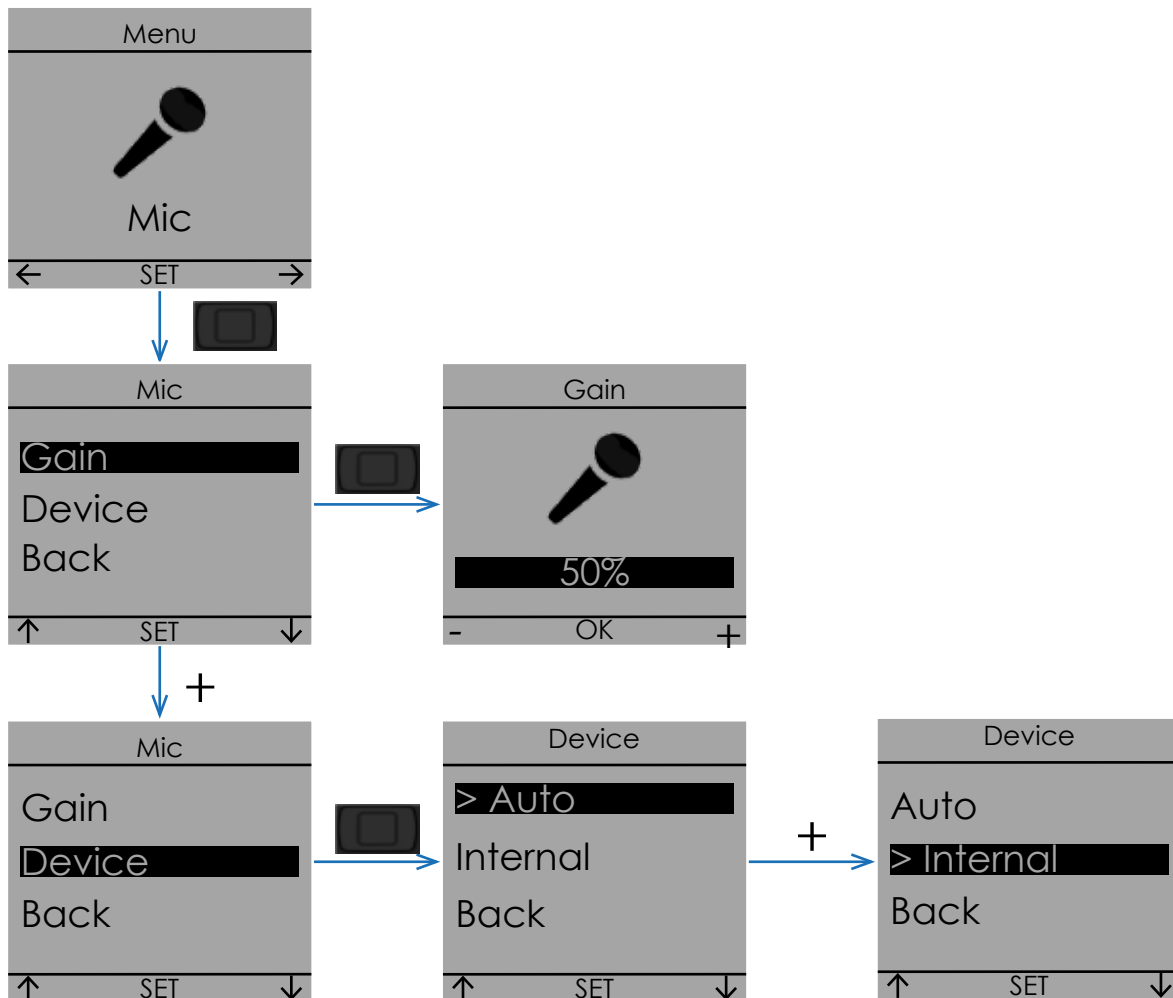 Menu
Mic
← SET →
Mic
Gain
Device
Back
↑ SET ↓
Gain
50%
- OK +
+
Mic
Gain
Device
Back
↑ SET ↓
Device
> Auto
Internal
Back
↑ SET ↓
+
Device
Auto
> Internal
Back
↑ SET ↓